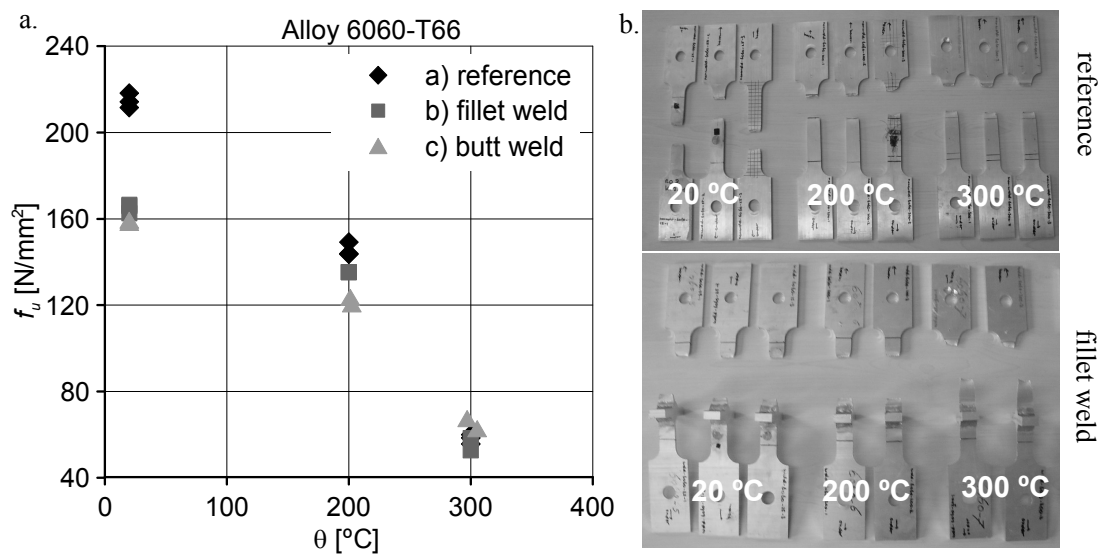 a.
Alloy 6060-T66
240
200
160
120
80
40
0
100
200
300
400
f_u [N/mm²]
θ [ºC]
a) reference
b) fillet weld
c) butt weld
b.
20 ºC
200 ºC
300 ºC
reference
20 ºC
200 ºC
300 ºC
fillet weld